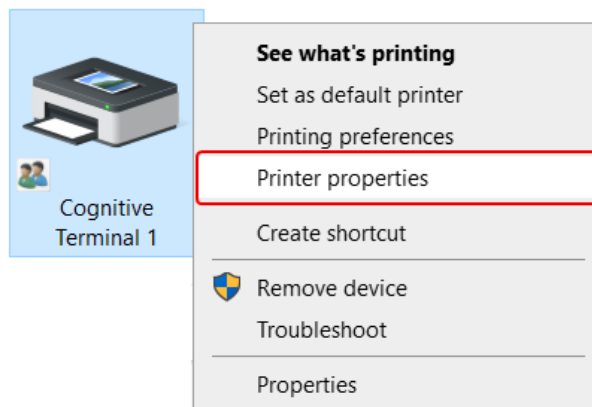 See what's printing
Set as default printer
Printing preferences
Printer properties
Cognitive
Terminal 1
Create shortcut
Remove device
Troubleshoot
Properties